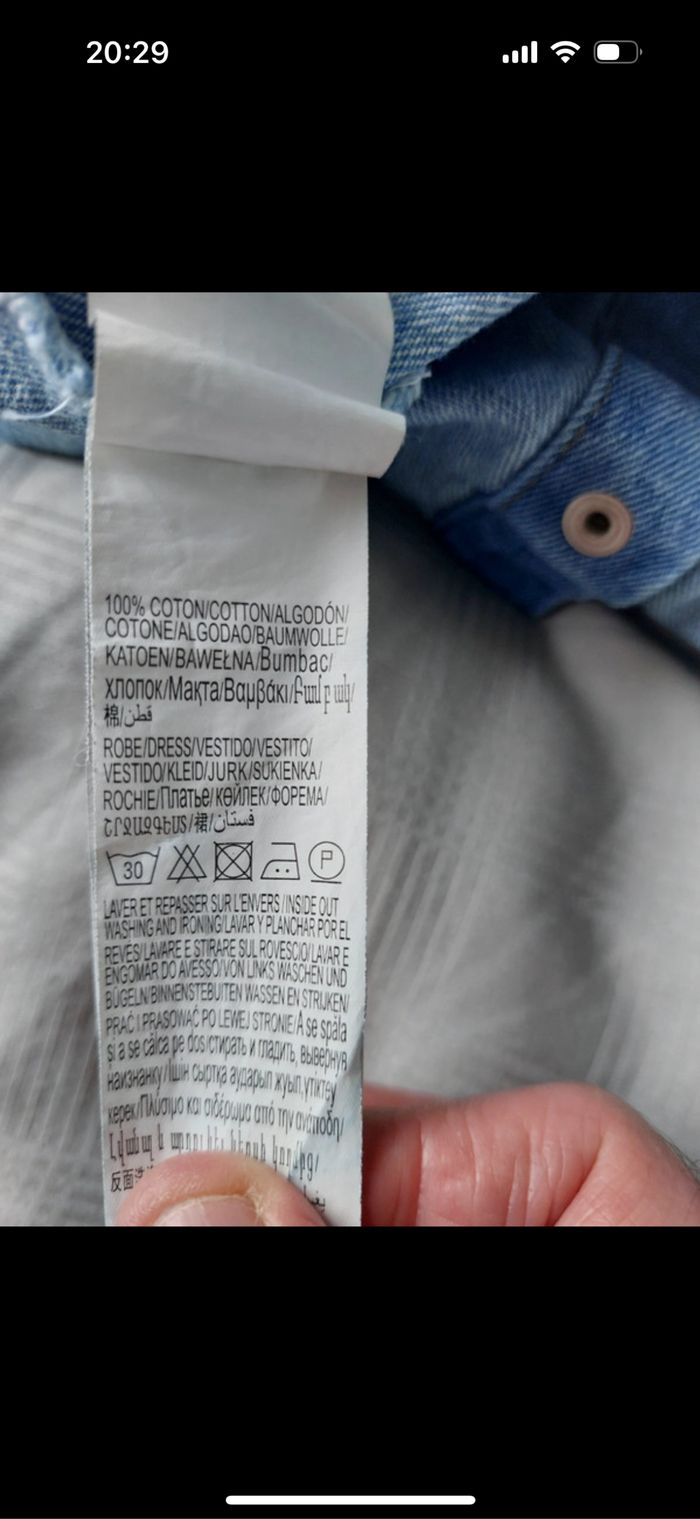 20:29
100% COTON/COTTON/ALGODÓN/
COTONE/ALGODAO/BAUMWOLLE/
KATOEN/BAWEŁNA/Bumbac/
хлопок/Мақта/Βαμβάκι/Բամբակ/
棉/قطن
ROBE/DRESS/VESTIDO/VESTITO/
VESTIDO/KLEID/JURK/SUKIENKA/
ROCHIE/Платье/КӨЙЛЕК/ΦΟΡΕΜΑ/
ՇՐՋԱԶԳԵՍՏ/裙/فستان
30 P
LAVER ET REPASSER SUR L'ENVERS /INSIDE OUT
WASHING AND IRONING/LAVAR Y PLANCHAR POR EL
REVÉS/LAVARE E STIRARE SUL ROVESCIO/LAVAR E
ENGOMAR DO AVESSO/VON LINKS WASCHEN UND
BÜGELN/BINNENSTEBUITEN WASSEN EN STRIJKEN/
PRAĆ I PRASOWAĆ PO LEWEJ STRONIE/A se spăla
și a se călca pe dos/стирать и гладить, вывернув
наизнанку/Ішін сыртқа аударып жуып,үтіктеу
керек/Πλύσιμο και σιδέρωμα από την ανάποδη/
反面